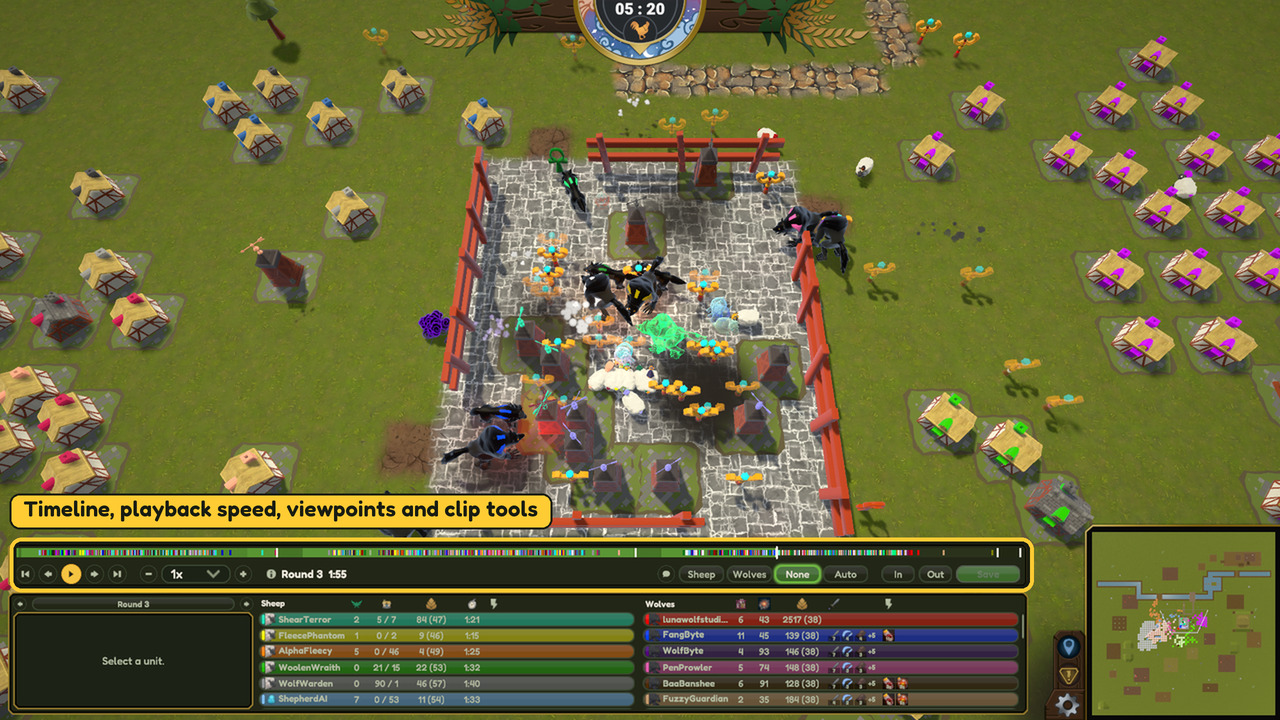 05 : 20
Timeline, playback speed, viewpoints and clip tools
1x
Round 3 1:55
Sheep Wolves None Auto In Out Save
Round 3
Select a unit.
Sheep
ShearTerror 2 5 / 7 84 (47) 1:21
FleecePhantom 1 0 / 2 9 (46) 1:15
AlphaFleecy 5 0 / 46 4 (49) 1:25
WoolenWraith 0 21 / 15 22 (53) 1:32
WolfWarden 0 90 / 1 46 (57) 1:40
ShepherdAI 7 0 / 53 11 (54) 1:33
Wolves
lunawolfstudi... 6 43 2517 (38)
FangByte 11 45 139 (38) +5
WolfByte 4 93 146 (38) +5
PenProwler 5 74 148 (38) +5
BaaBanshee 6 91 128 (38) +5
FuzzyGuardian 2 35 184 (38) +5